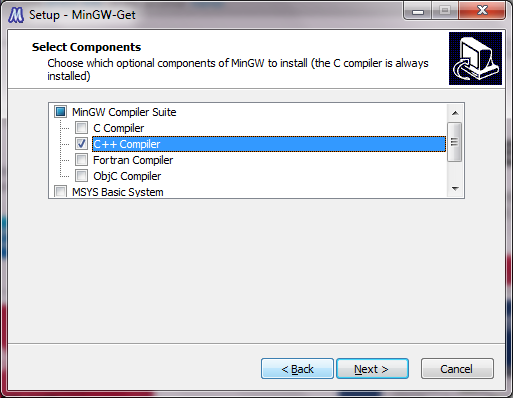 Setup - MinGW-Get
Select Components
Choose which optional components of MinGW to install (the C compiler is always
installed)
MinGW Compiler Suite
C Compiler
C++ Compiler
Fortran Compiler
ObjC Compiler
MSYS Basic System
< Back
Next >
Cancel